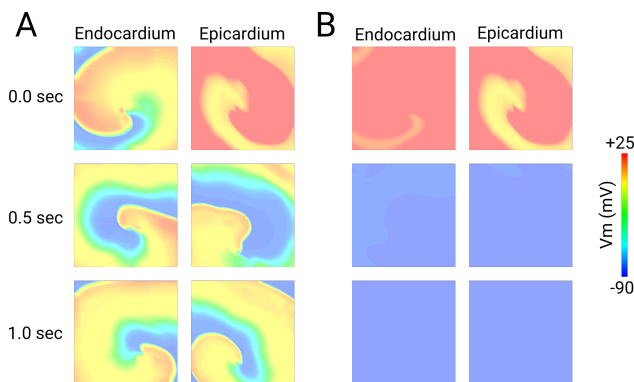 A
Endocardium Epicardium
B
Endocardium Epicardium
0.0 sec
0.5 sec
1.0 sec
+25
Vm (mV)
-90